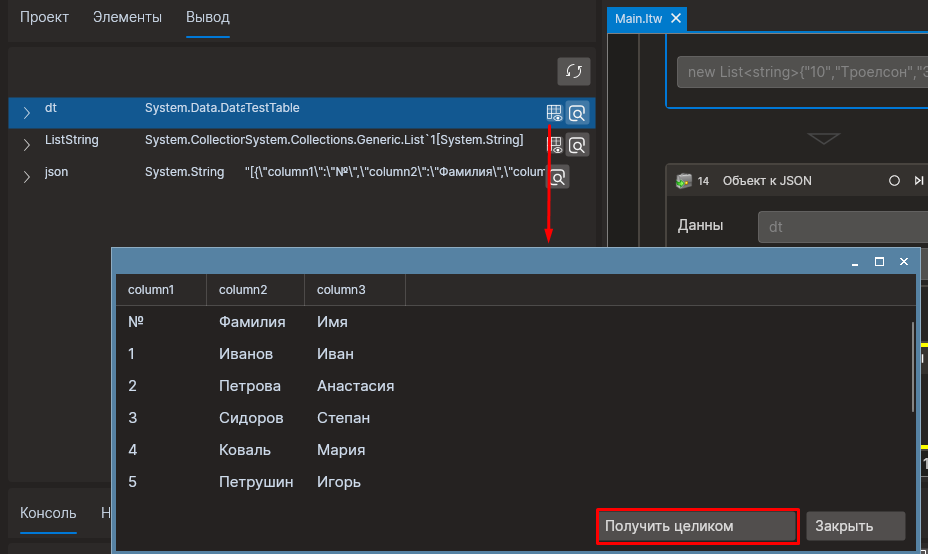 Проект Элементы Вывод
Main.ltw
new List<string>{"10","Троелсон","Э
dt System.Data.DataTestTable
ListString System.CollectionSystem.Collections.Generic.List`1[System.String]
json System.String "[{\"column1\":\"№\",\"column2\":\"Фамилия\",\"colum
14 Объект к JSON
Данны dt
column1 column2 column3
№ Фамилия Имя
1 Иванов Иван
2 Петрова Анастасия
3 Сидоров Степан
4 Коваль Мария
5 Петрушин Игорь
Получить целиком Закрыть
Консоль